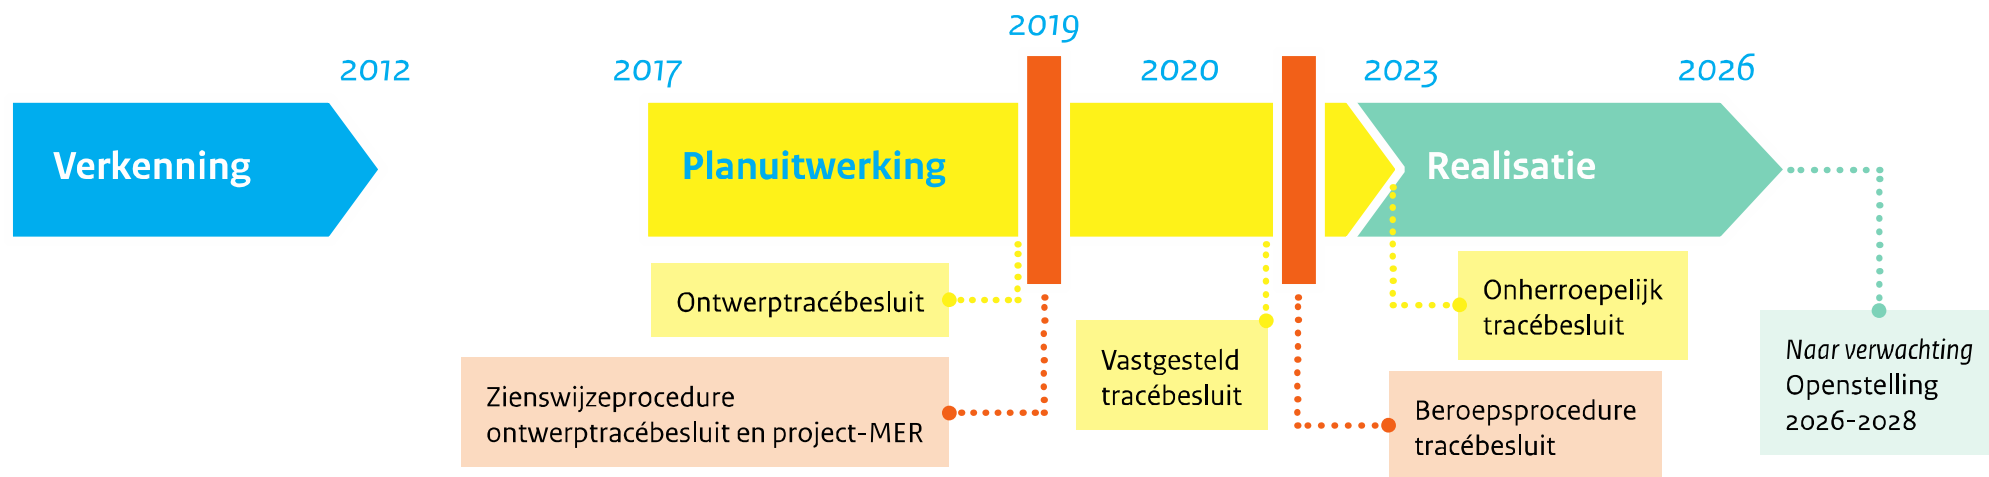 2019
2012
2017
2020
2023
2026
Verkenning
Planuitwerking
Realisatie
Ontwerptracébesluit
Zienswijzeprocedure
ontwerptracébesluit en project-MER
Vastgesteld
tracébesluit
Onherroepelijk
tracébesluit
Beroepsprocedure
tracébesluit
Naar verwachting
Openstelling
2026-2028